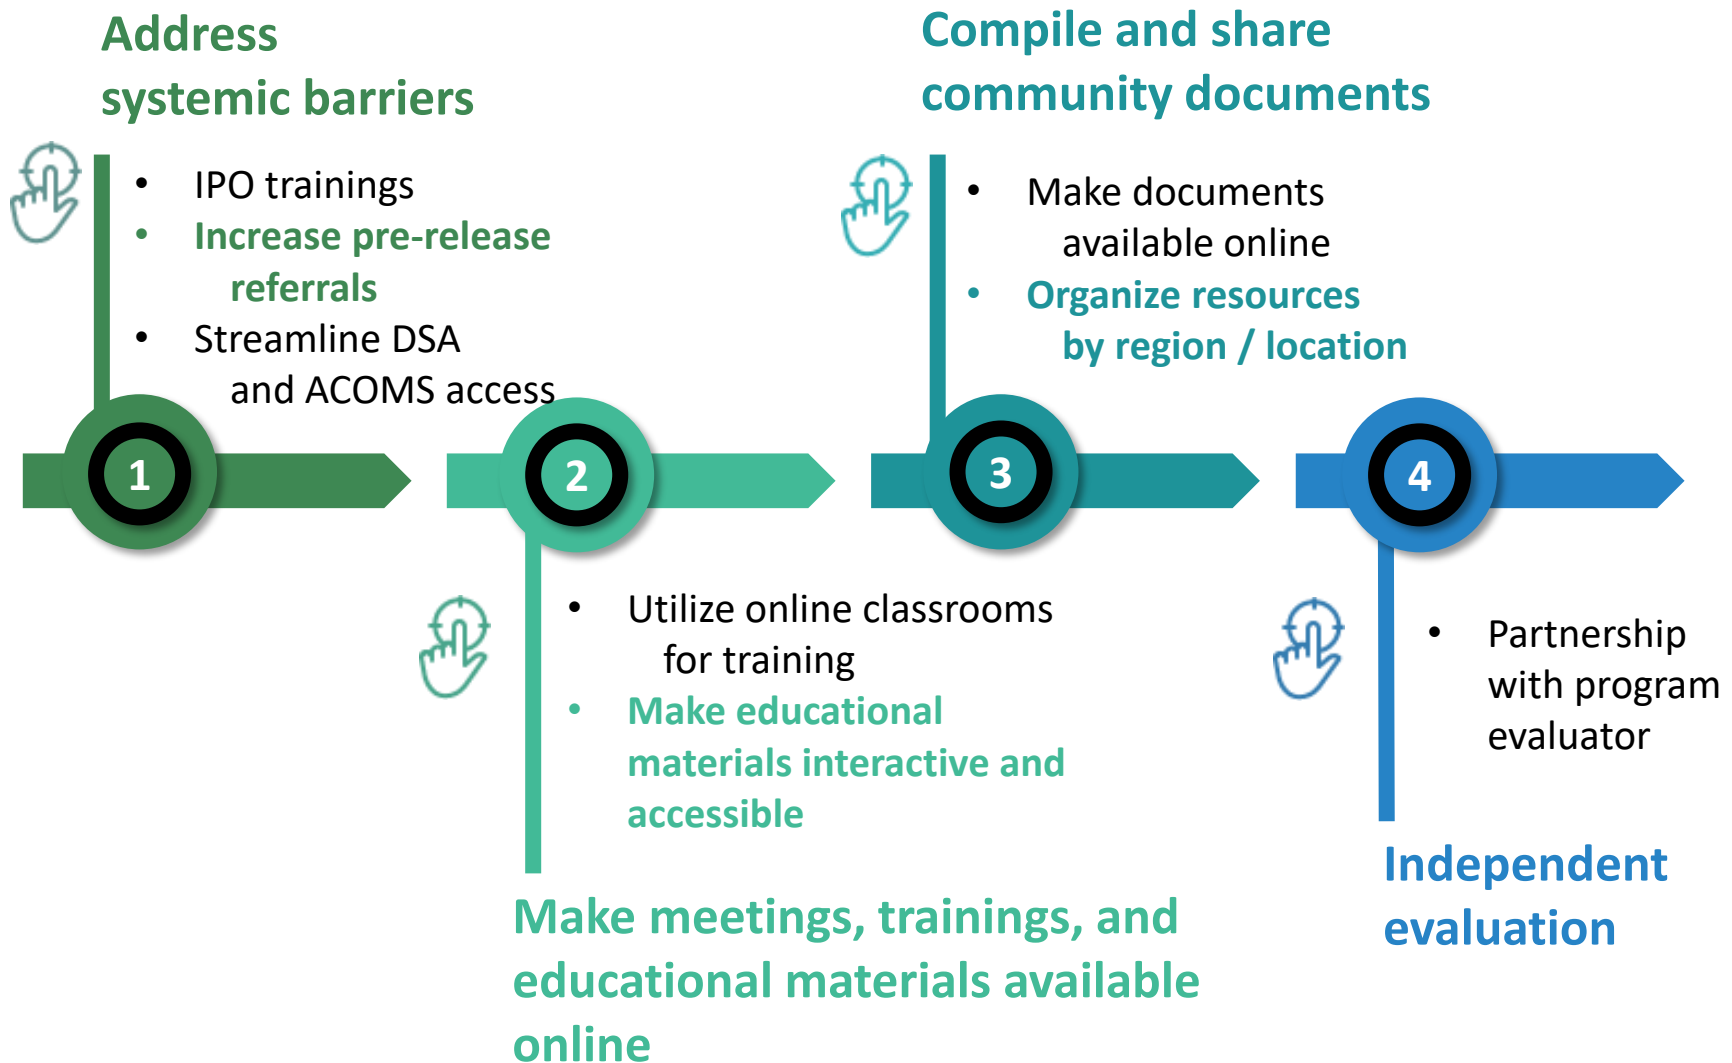 Address
systemic barriers
• IPO trainings
• Increase pre-release
referrals
• Streamline DSA
and ACOMS access
1
2
• Utilize online classrooms
for training
• Make educational
materials interactive and
accessible
Make meetings, trainings, and
educational materials available
online
Compile and share
community documents
• Make documents
available online
• Organize resources
by region / location
3
4
• Partnership
with program
evaluator
Independent
evaluation